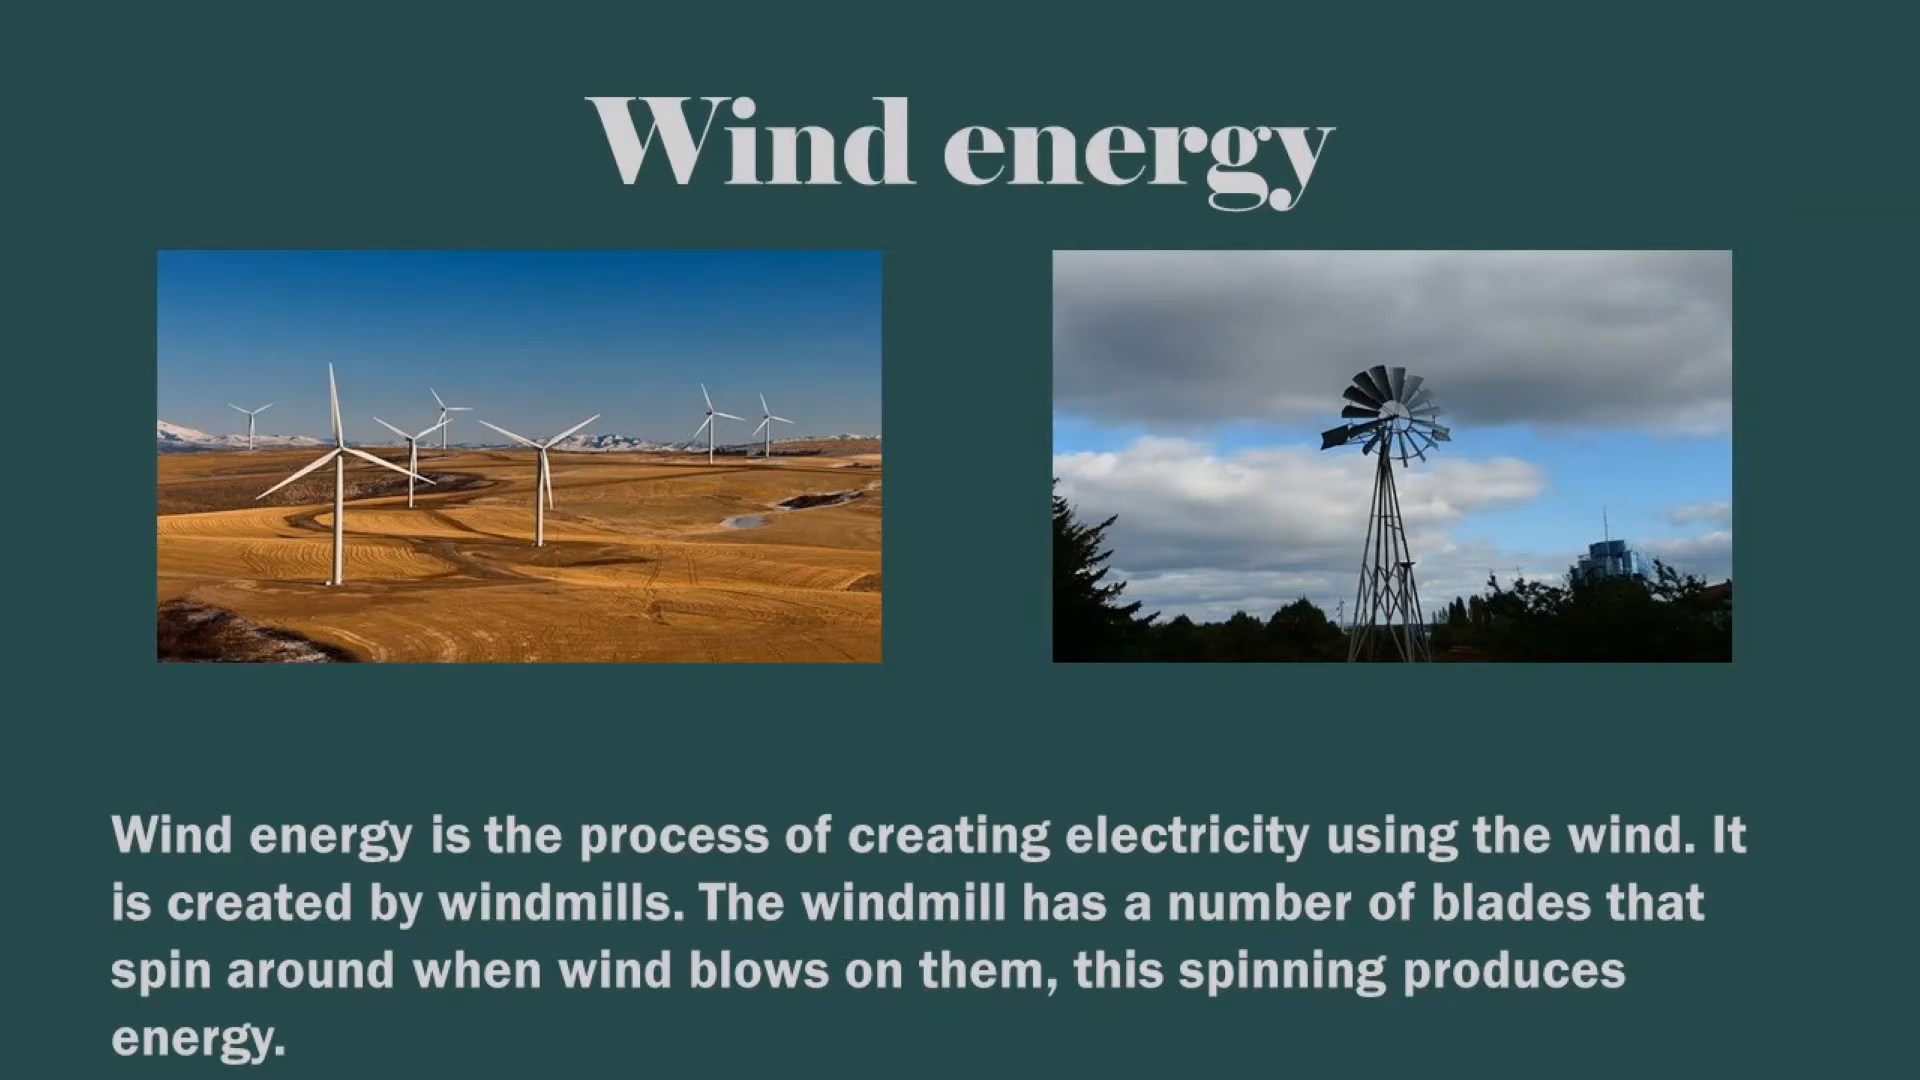 Wind energy
Wind energy is the process of creating electricity using the wind. It
is created by windmills. The windmill has a number of blades that
spin around when wind blows on them, this spinning produces
energy.